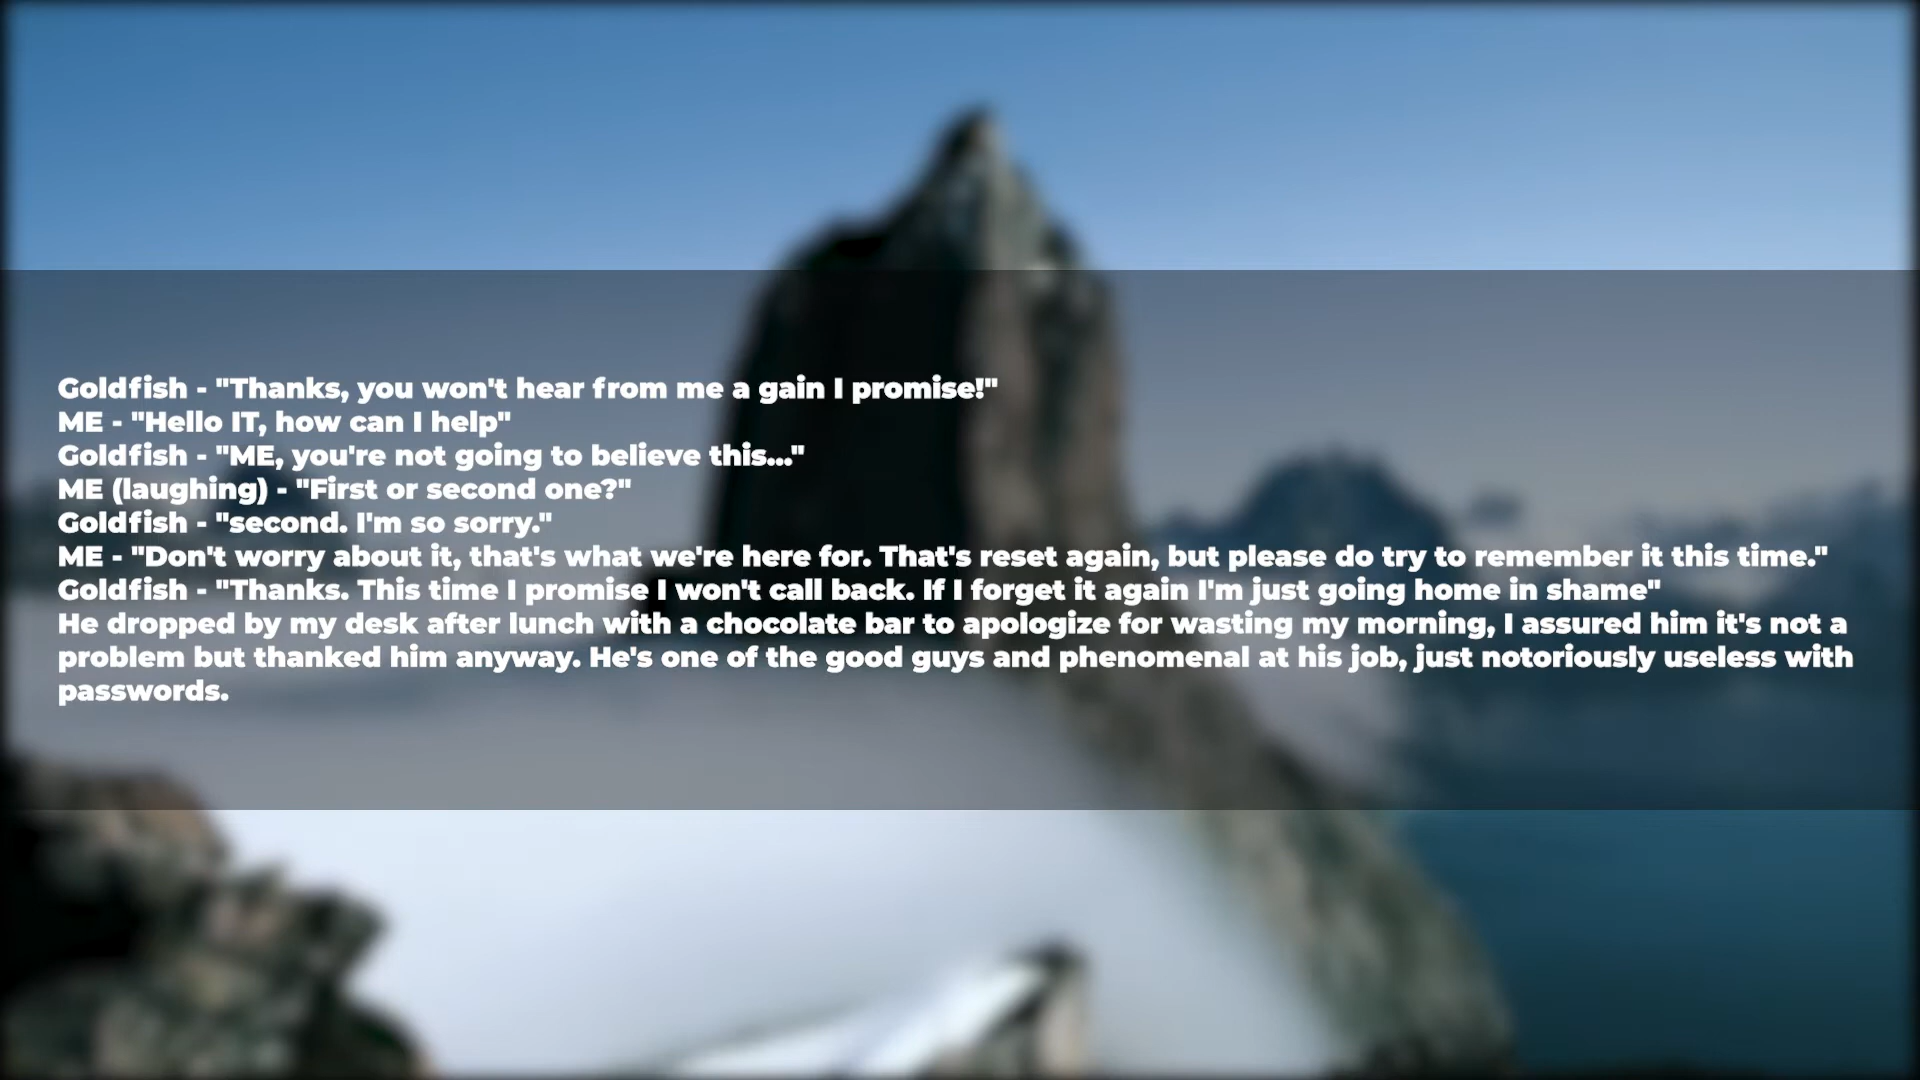 Goldfish - "Thanks, you won't hear from me a gain I promise!"
ME - "Hello IT, how can I help"
Goldfish - "ME, you're not going to believe this..."
ME (laughing) - "First or second one?"
Goldfish - "second. I'm so sorry."
ME - "Don't worry about it, that's what we're here for. That's reset again, but please do try to remember it this time."
Goldfish - "Thanks. This time I promise I won't call back. If I forget it again I'm just going home in shame"
He dropped by my desk after lunch with a chocolate bar to apologize for wasting my morning, I assured him it's not a
problem but thanked him anyway. He's one of the good guys and phenomenal at his job, just notoriously useless with
passwords.